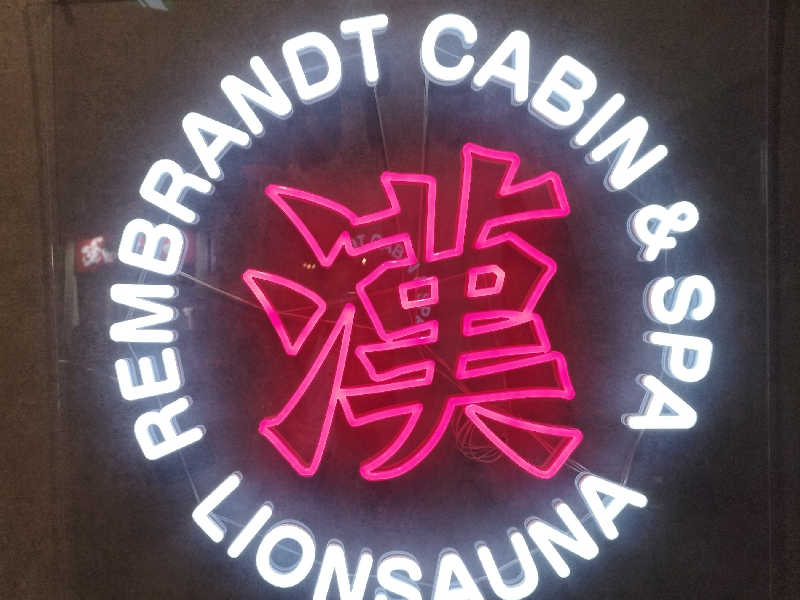 REMBRANDT CABIN & SPA
漢
LIONSAUNA